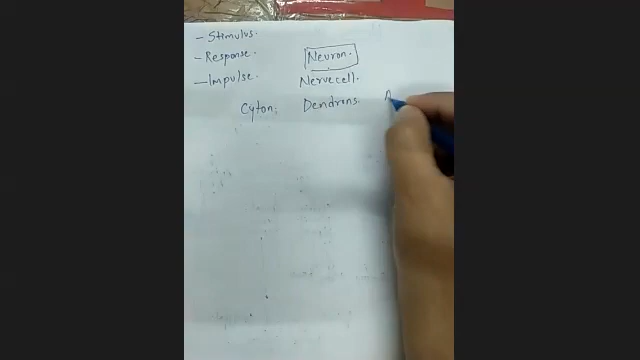 - Stimulus.
- Response.
- Impulse.
Neuron.
Nervecell.
Cyton, Dendrons. A